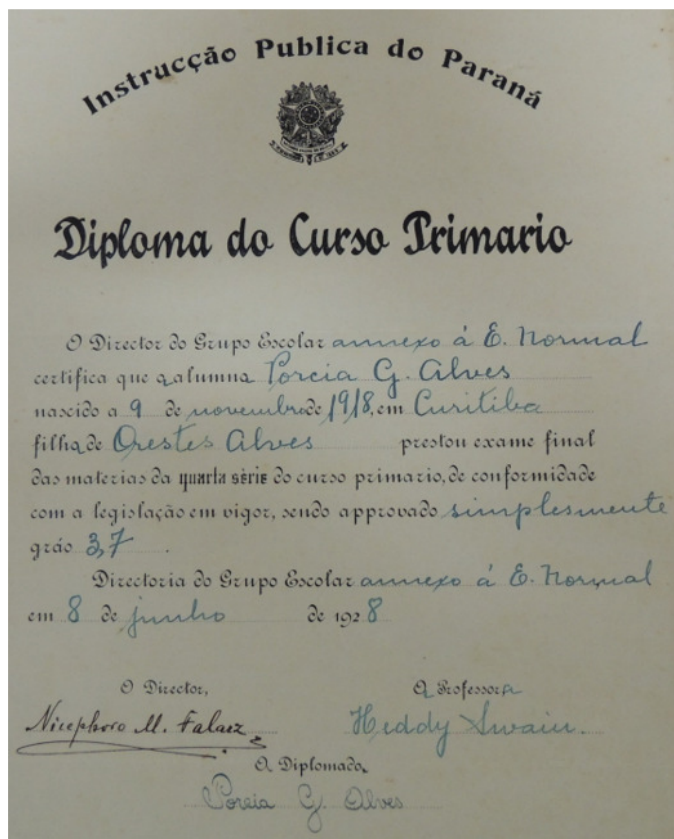 Instrucção Publica do Paraná
Diploma do Curso Primario
O Director do Grupo Escolar annexo á E. Normal
certifica que a alumna Porcia G. Alves
nascido a 9 de novembro de 1918, em Curitiba
filha de Orestes Alves prestou exame final
das materias da quarta série do curso primario, de conformidade
com a legislação em vigor, sendo approvado simplesmente
gráo 3,7.
Directoria do Grupo Escolar annexo á E. Normal
em 8 de junho de 1928
O Director, A Professora
Nicephoro M. Falarz Heddy Swain.
A Diplomada
Porcia G. Alves